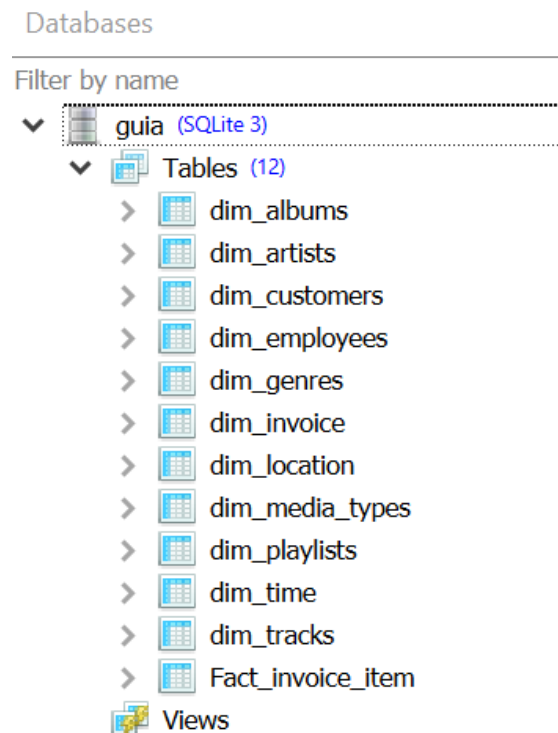 Databases
Filter by name
guia (SQLite 3)
Tables (12)
dim_albums
dim_artists
dim_customers
dim_employees
dim_genres
dim_invoice
dim_location
dim_media_types
dim_playlists
dim_time
dim_tracks
Fact_invoice_item
Views